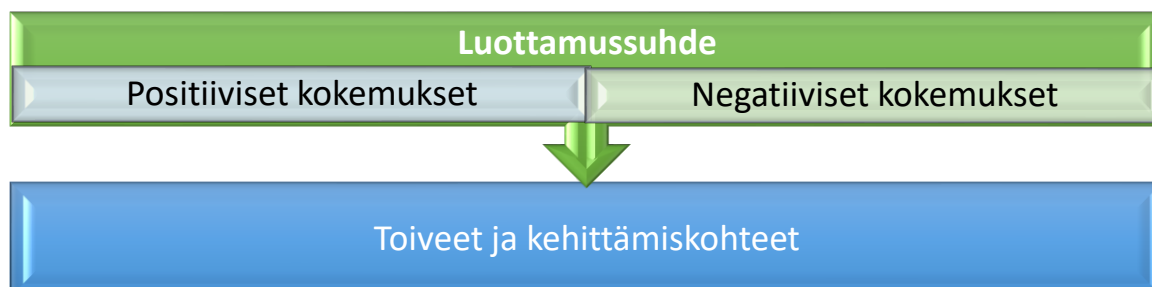 Luottamussuhde
Positiiviset kokemukset
Negatiiviset kokemukset
Toiveet ja kehittämiskohteet